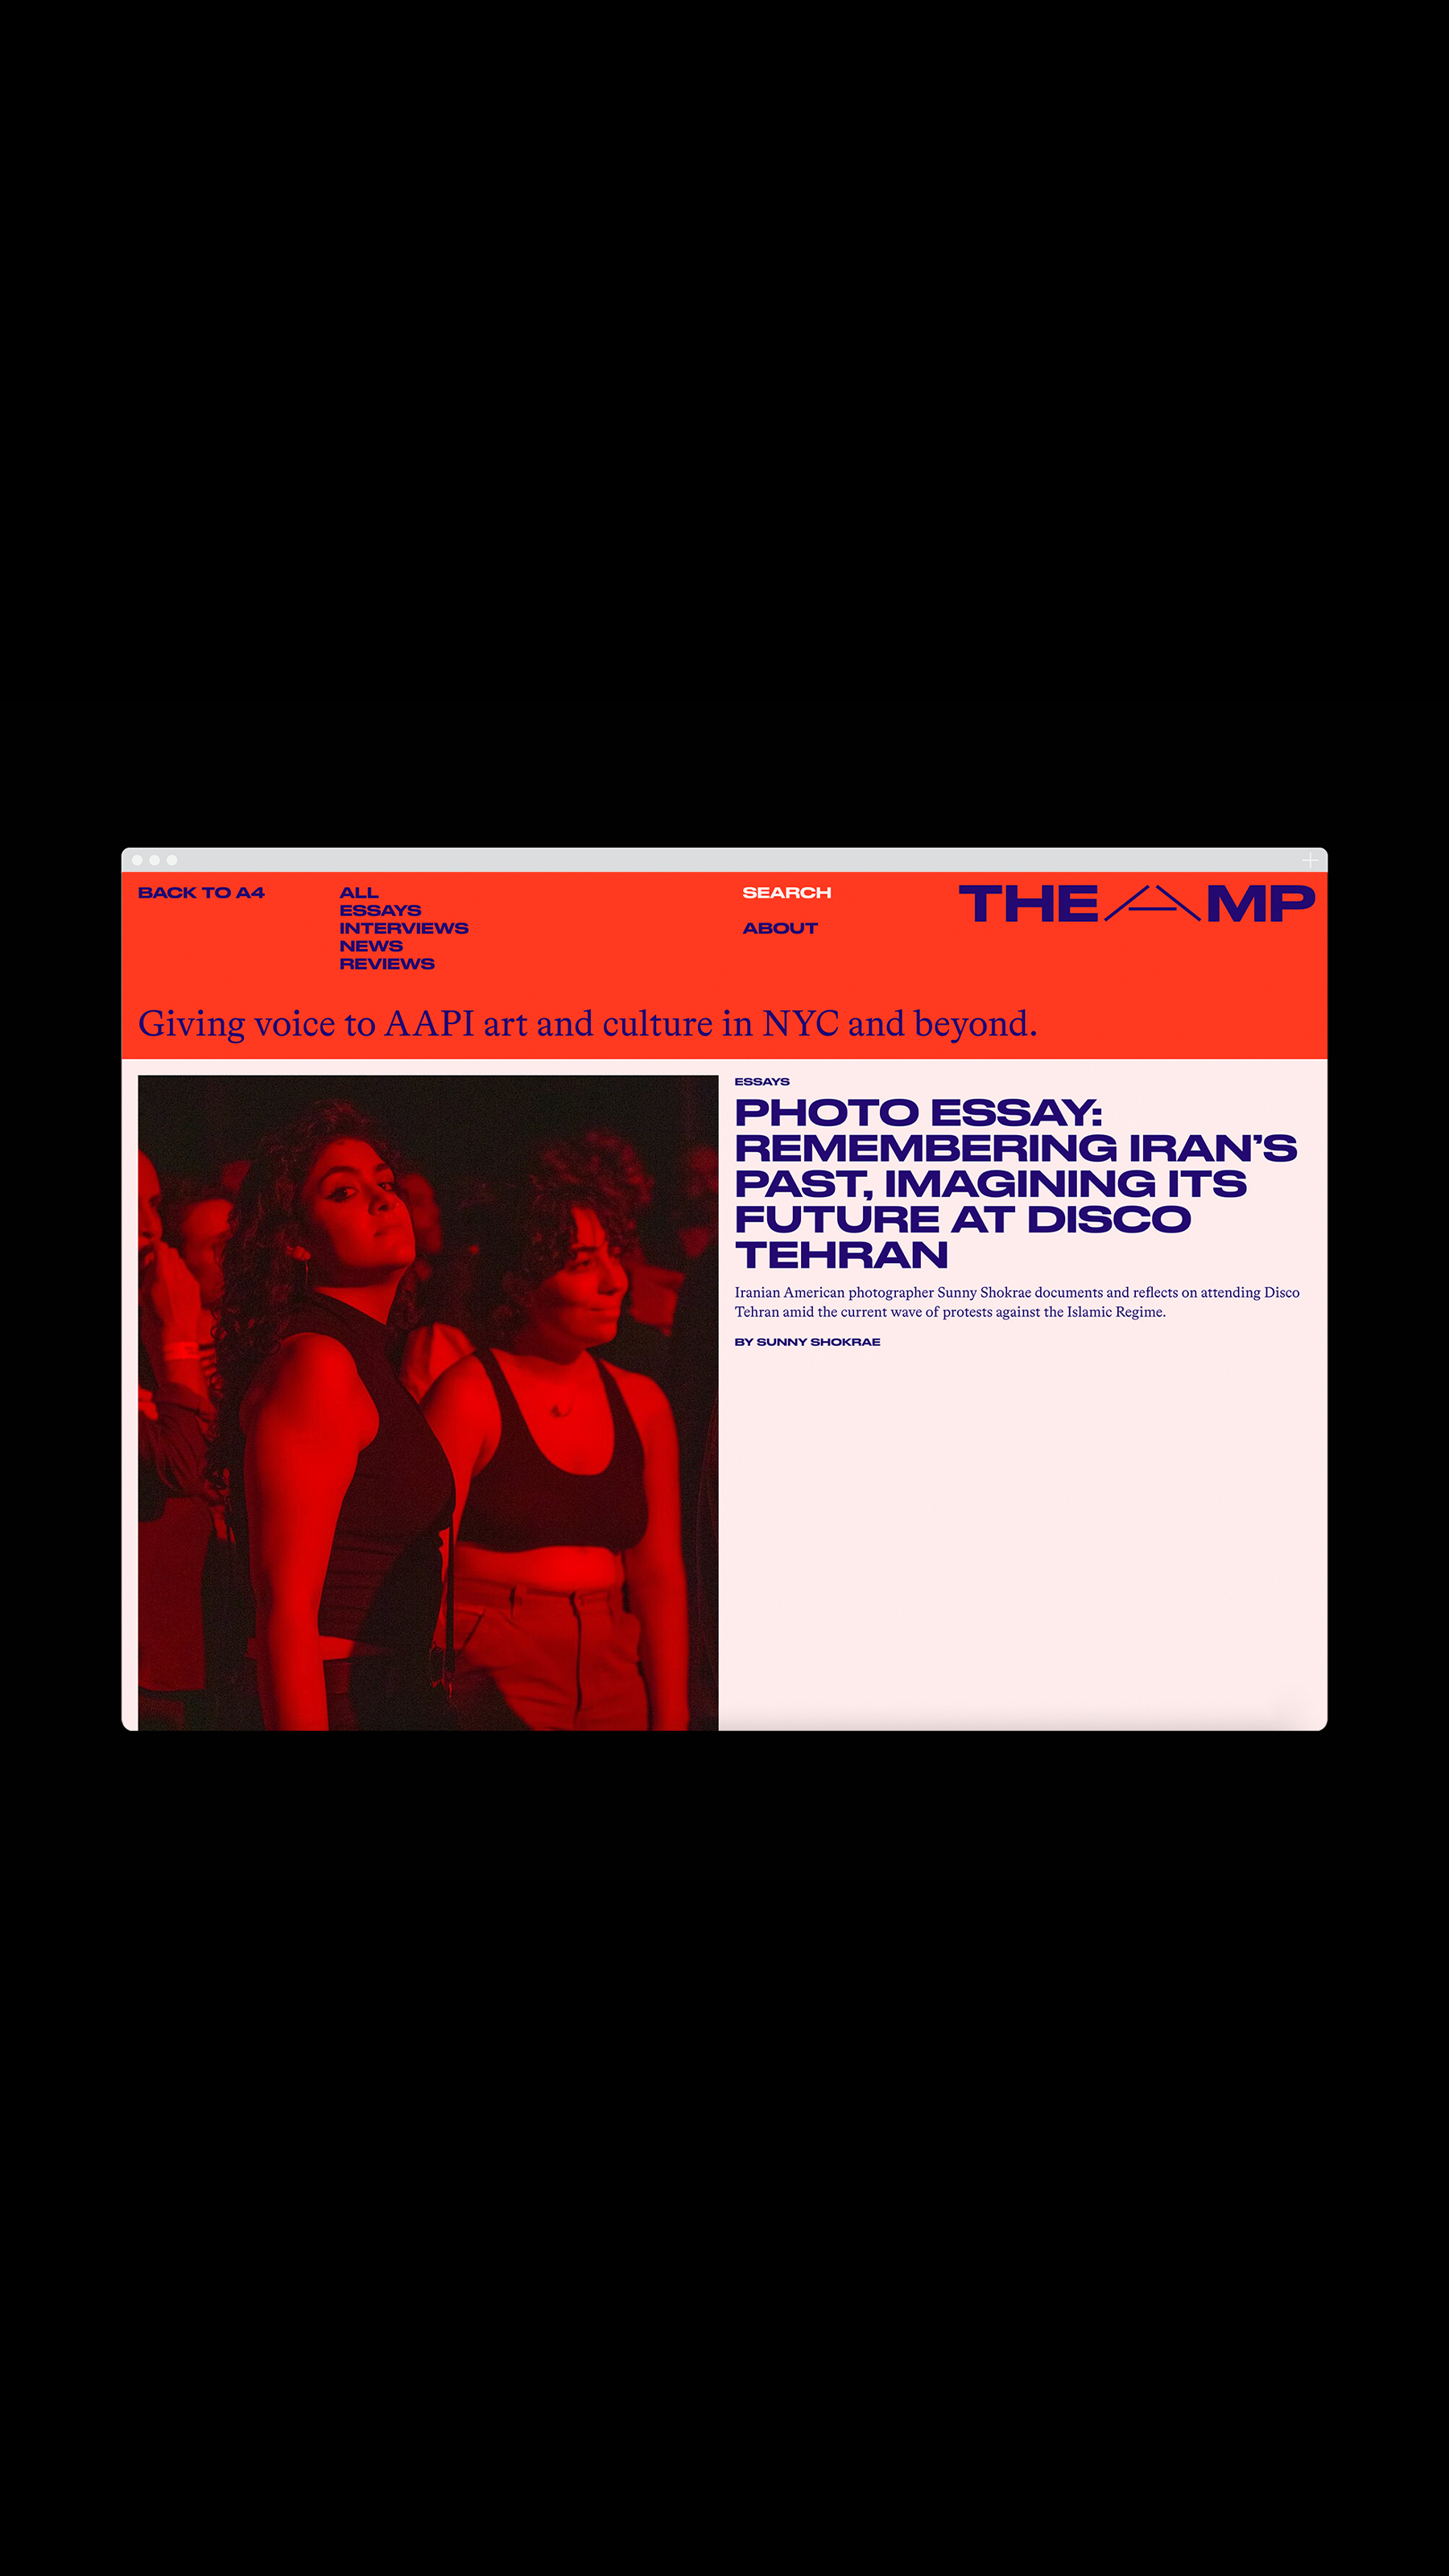 BACK TO A4
ALL
ESSAYS
INTERVIEWS
NEWS
REVIEWS
SEARCH
ABOUT
THE AMP
Giving voice to AAPI art and culture in NYC and beyond.
ESSAYS
PHOTO ESSAY:
REMEMBERING IRAN’S
PAST, IMAGINING ITS
FUTURE AT DISCO
TEHRAN
Iranian American photographer Sunny Shokrae documents and reflects on attending Disco
Tehran amid the current wave of protests against the Islamic Regime.
BY SUNNY SHOKRAE